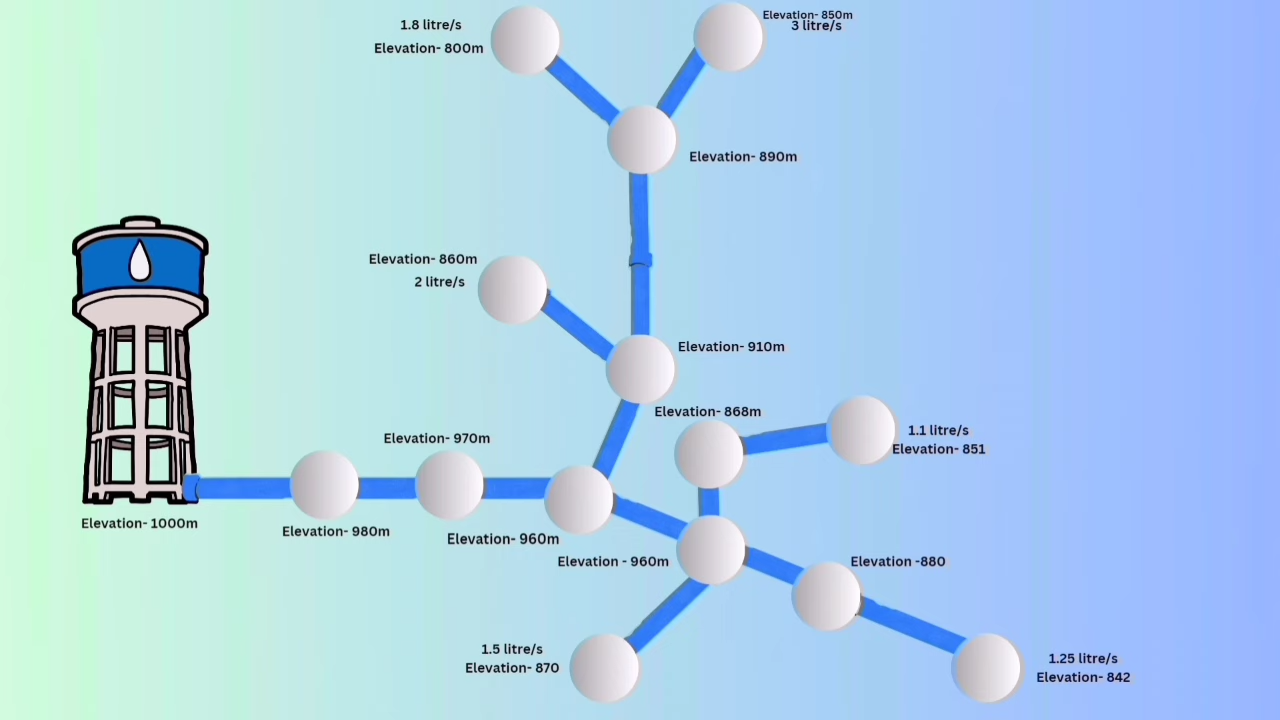 Elevation- 850m
1.8 litre/s
3 litre/s
Elevation- 800m
Elevation- 890m
Elevation- 860m
2 litre/s
Elevation- 910m
Elevation- 868m
1.1 litre/s
Elevation- 970m
Elevation- 851
Elevation- 1000m
Elevation- 980m
Elevation- 960m
Elevation - 960m
Elevation -880
1.5 litre/s
Elevation- 870
1.25 litre/s
Elevation- 842